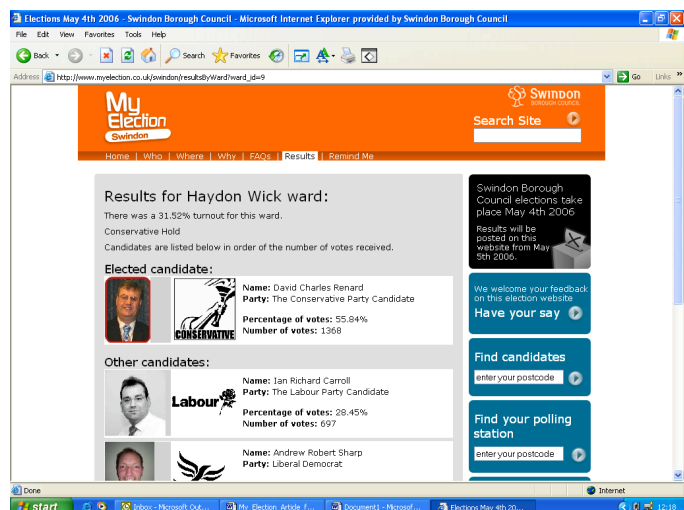 Elections May 4th 2006 - Swindon Borough Council - Microsoft Internet Explorer provided by Swindon Borough Council
File Edit View Favorites Tools Help
Back Search Favorites
Address http://www.myelection.co.uk/swindon/resultsByWard?ward_id=9 Go Links »
My
Election
Swindon
SWINDON
BOROUGH COUNCIL
Search Site
Home | Who | Where | Why | FAQs | Results | Remind Me
Results for Haydon Wick ward:
There was a 31.52% turnout for this ward.
Conservative Hold
Candidates are listed below in order of the number of votes received.
Elected candidate:
CONSERVATIVE
Name: David Charles Renard
Party: The Conservative Party Candidate
Percentage of votes: 55.84%
Number of votes: 1368
Other candidates:
Labour
Name: Ian Richard Carroll
Party: The Labour Party Candidate
Percentage of votes: 28.45%
Number of votes: 697
Name: Andrew Robert Sharp
Party: Liberal Democrat
Swindon Borough
Council elections take
place May 4th 2006
Results will be
posted on this
website from May
5th 2006.
We welcome your feedback
on this election website
Have your say
Find candidates
enter your postcode
Find your polling
station
enter your postcode
Done Internet
start Inbox - Microsoft Out... My Election Article f... Document1 - Microsof... Elections May 4th 20... 12:18